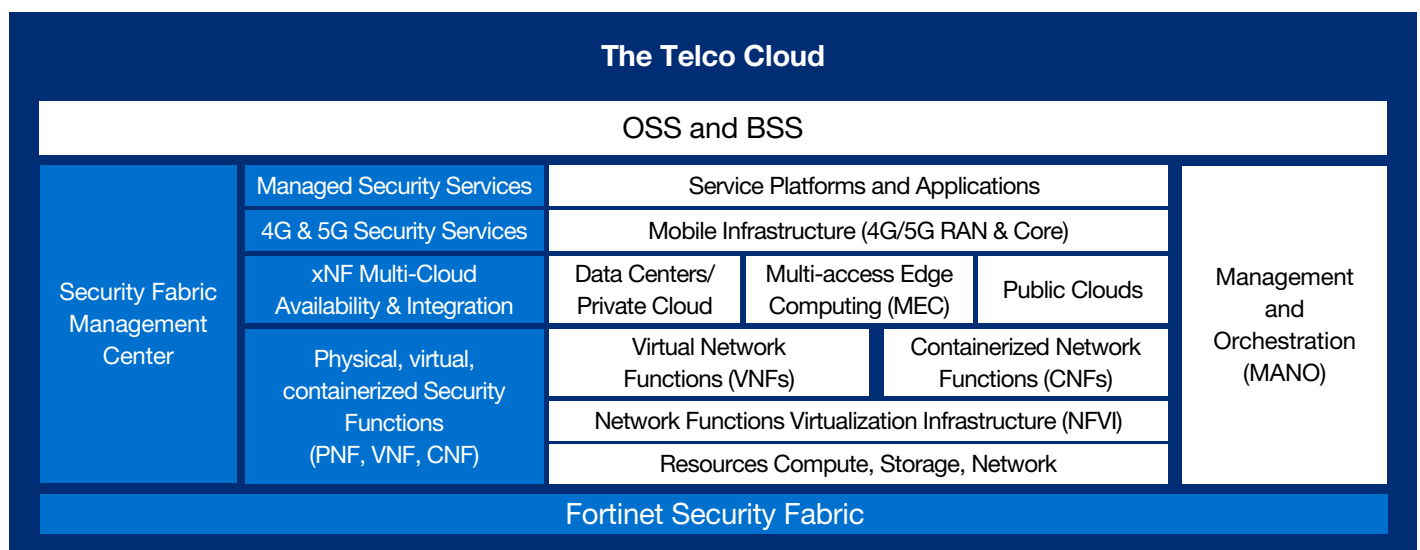 The Telco Cloud
OSS and BSS
Security Fabric
Management
Center
Managed Security Services
4G & 5G Security Services
xNF Multi-Cloud
Availability & Integration
Physical, virtual,
containerized Security
Functions
(PNF, VNF, CNF)
Service Platforms and Applications
Mobile Infrastructure (4G/5G RAN & Core)
Data Centers/
Private Cloud
Multi-access Edge
Computing (MEC)
Public Clouds
Virtual Network
Functions (VNFs)
Containerized Network
Functions (CNFs)
Network Functions Virtualization Infrastructure (NFVI)
Resources Compute, Storage, Network
Management
and
Orchestration
(MANO)
Fortinet Security Fabric